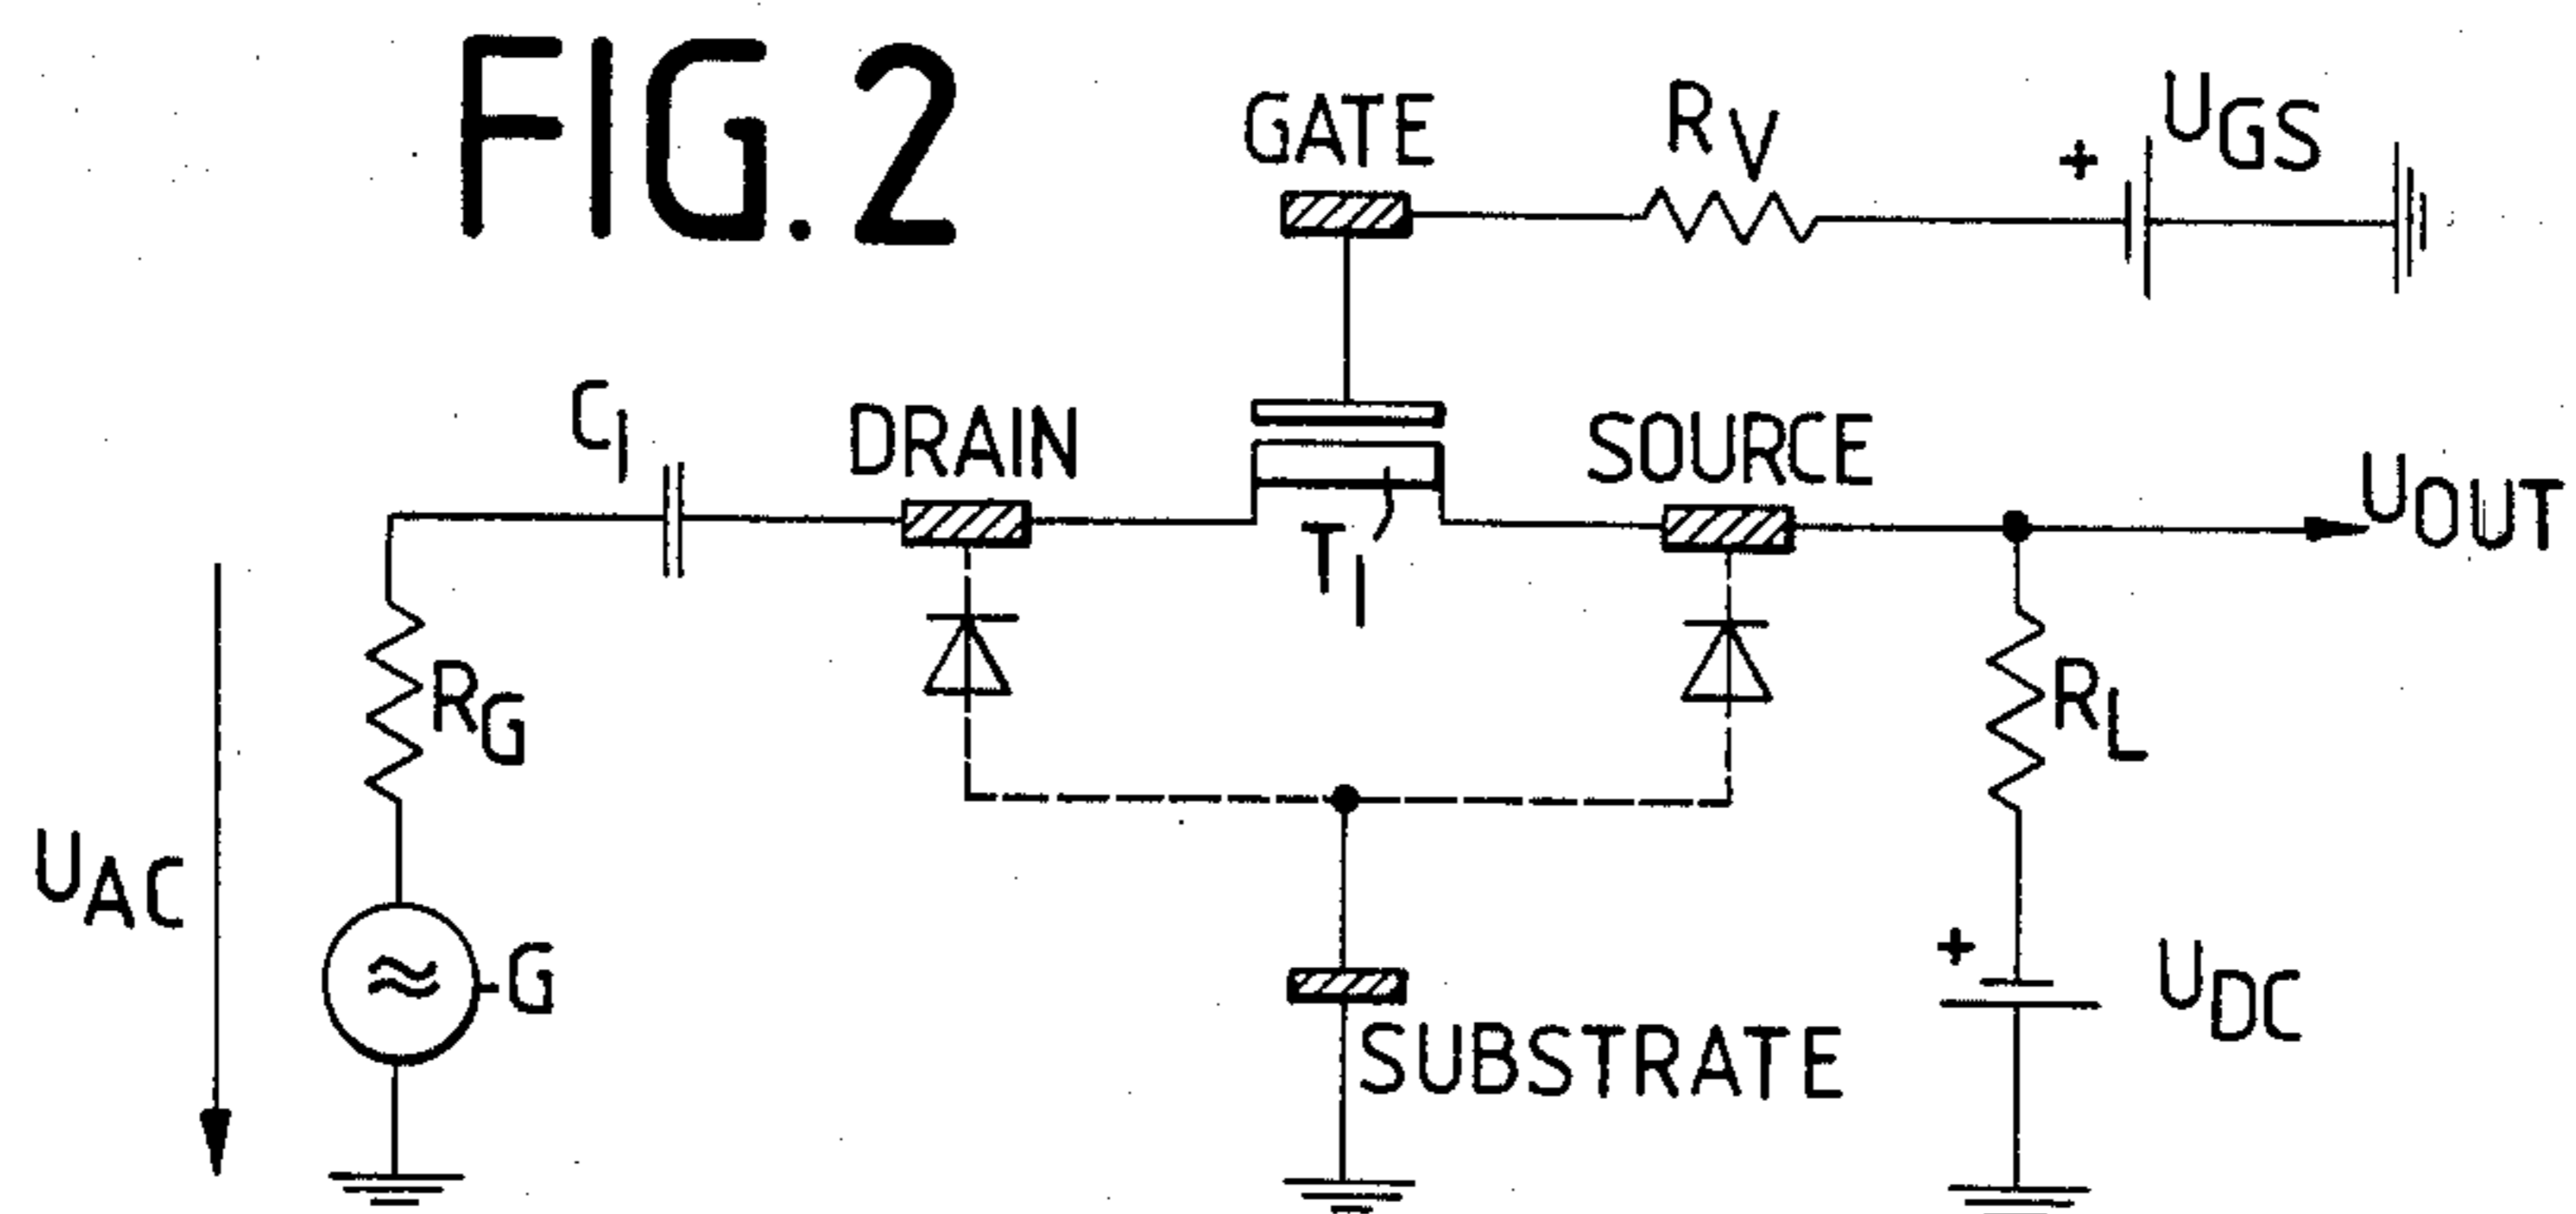 FIG. 2
GATE
RV
+
UGS
C1
DRAIN
SOURCE
UOUT
T1
RG
RL
UAC
G
+
UDC
SUBSTRATE